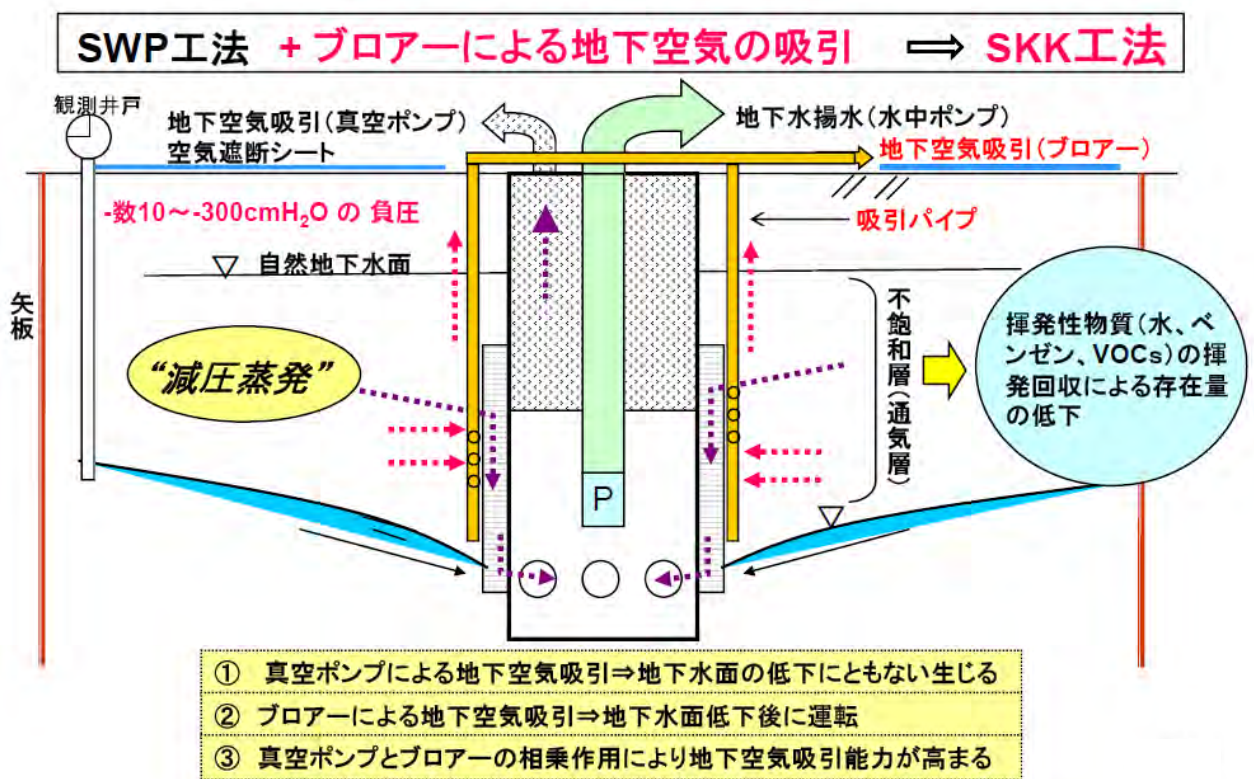 SWP工法 + ブロアーによる地下空気の吸引 ⇨ SKK工法
観測井戸
地下空気吸引(真空ポンプ)
空気遮断シート
地下水揚水(水中ポンプ)
地下空気吸引(ブロアー)
-数10~-300cmH₂O の 負圧
吸引パイプ
▽ 自然地下水面
矢板
“減圧蒸発”
不飽和層(通気層)
揮発性物質(水、ベ
ンゼン、VOCs)の揮
発回収による存在量
の低下
P
▽
① 真空ポンプによる地下空気吸引⇒地下水面の低下にともない生じる
② ブロアーによる地下空気吸引⇒地下水面低下後に運転
③ 真空ポンプとブロアーの相乗作用により地下空気吸引能力が高まる